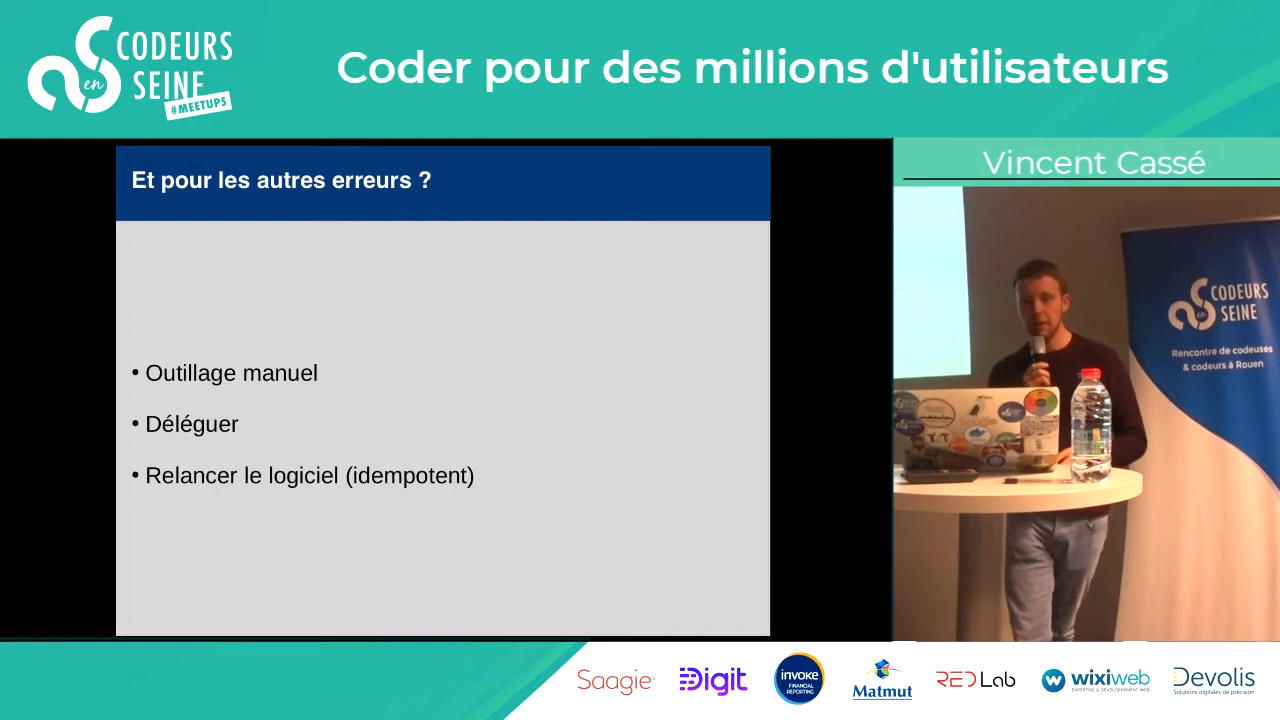 CODEURS
en
SEINE
#MEETUPS
Coder pour des millions d'utilisateurs
Vincent Cassé
Et pour les autres erreurs ?
• Outillage manuel
• Déléguer
• Relancer le logiciel (idempotent)
CODEURS
en
SEINE
Rencontre de codeuses
& codeurs à Rouen
Saagie
Digit
invoke
FINANCIAL
REPORTING
Matmut
RED Lab
wixiweb
EXPERTISE & DÉVELOPPEMENT WEB
Devolis
Solutions digitales de précision